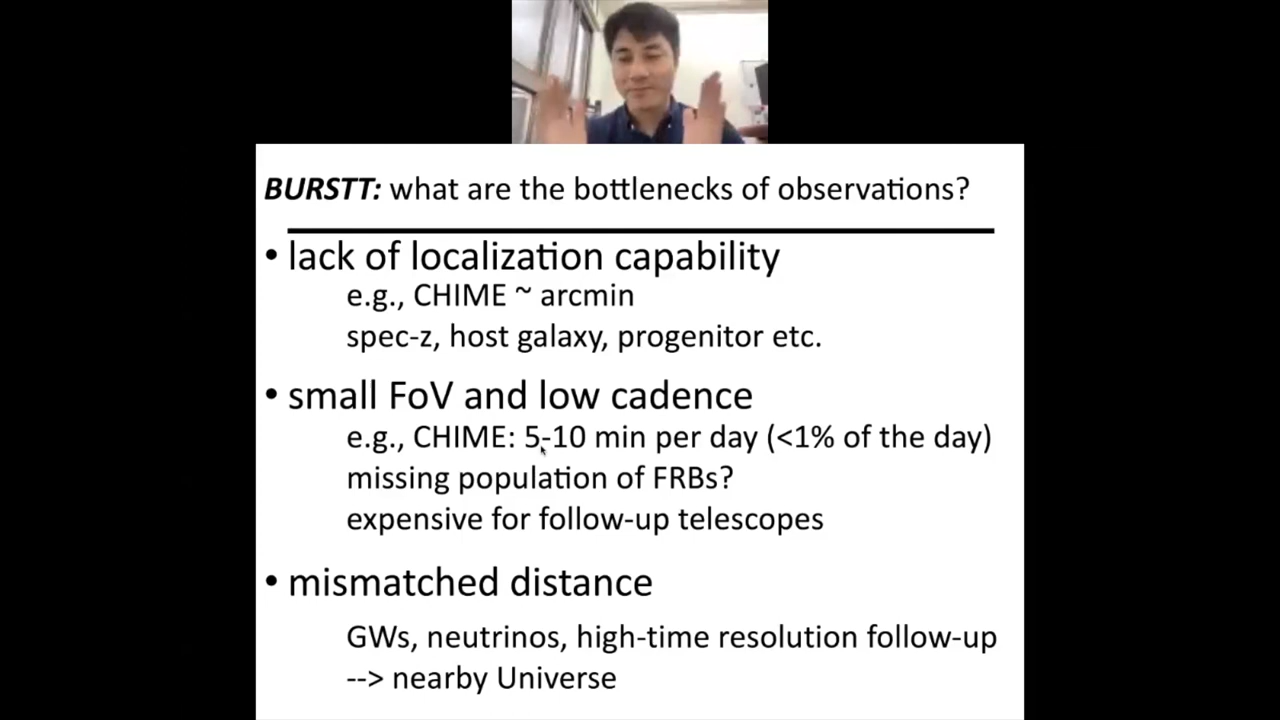 BURSTT: what are the bottlenecks of observations?
• lack of localization capability
e.g., CHIME ~ arcmin
spec-z, host galaxy, progenitor etc.
• small FoV and low cadence
e.g., CHIME: 5-10 min per day (<1% of the day)
missing population of FRBs?
expensive for follow-up telescopes
• mismatched distance
GWs, neutrinos, high-time resolution follow-up
--> nearby Universe